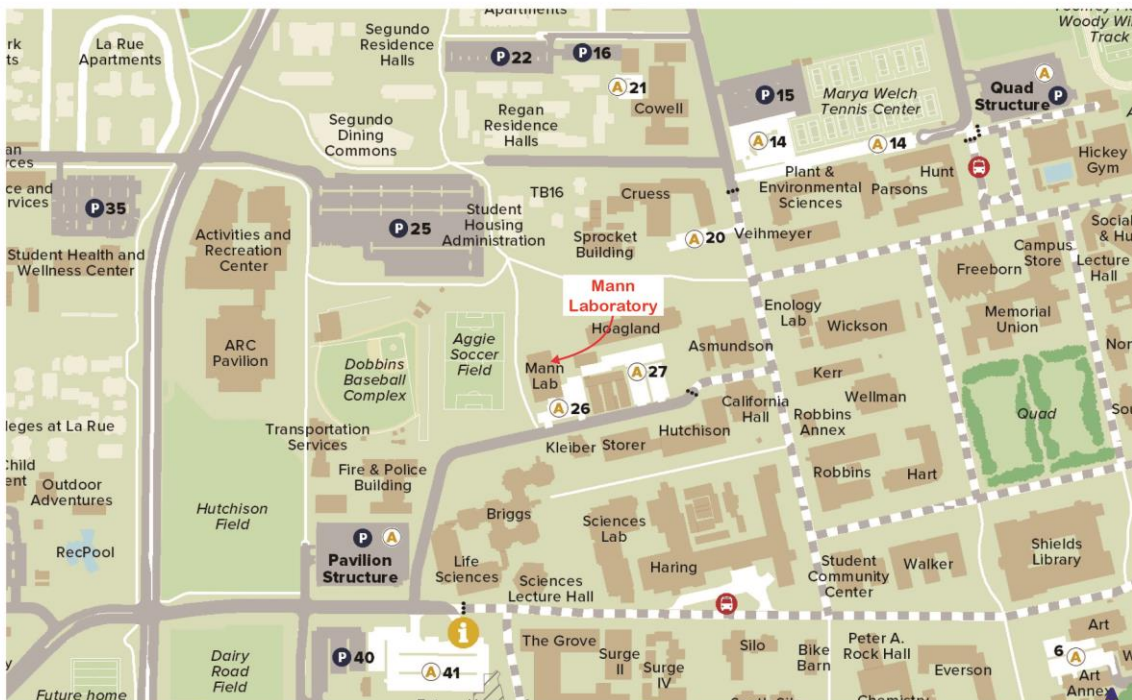 Apartments
La Rue
Apartments
Segundo
Residence
Halls
P 22
P 16
A 21
Cowell
Regan
Residence
Halls
Segundo
Dining
Commons
P 15
Marya Welch
Tennis Center
A 14
A 14
Woody
Track
Quad
Structure
A
P
Hickey
Gym
Plant &
Environmental
Sciences
Parsons
Hunt
P 35
Student Health and
Wellness Center
Activities and
Recreation
Center
P 25
Student
Housing
Administration
TB16
Cruess
Sprocket
Building
A 20
Veihmeyer
Social
& Hu
Lecture
Hall
Campus
Store
Freeborn
Memorial
Union
Mann
Laboratory
Hoagland
Enology
Lab
Wickson
Asmundson
ARC
Pavilion
Dobbins
Baseball
Complex
Aggie
Soccer
Field
Mann
Lab
A 27
A 26
Kerr
Wellman
California
Hall
Robbins
Annex
Quad
leges at La Rue
Transportation
Services
Kleiber
Storer
Hutchison
Fire & Police
Building
Robbins
Hart
Outdoor
Adventures
Hutchison
Field
Briggs
Sciences
Lab
RecPool
P A
Pavilion
Structure
Life
Sciences
Sciences
Lecture Hall
Haring
Student
Community
Center
Walker
Shields
Library
i
P 40
A 41
The Grove
Surge
II
Surge
IV
Silo
Bike
Barn
Peter A.
Rock Hall
Everson
Chemistry
6 A
Art
Art
Annex
Dairy
Road
Field
Future home